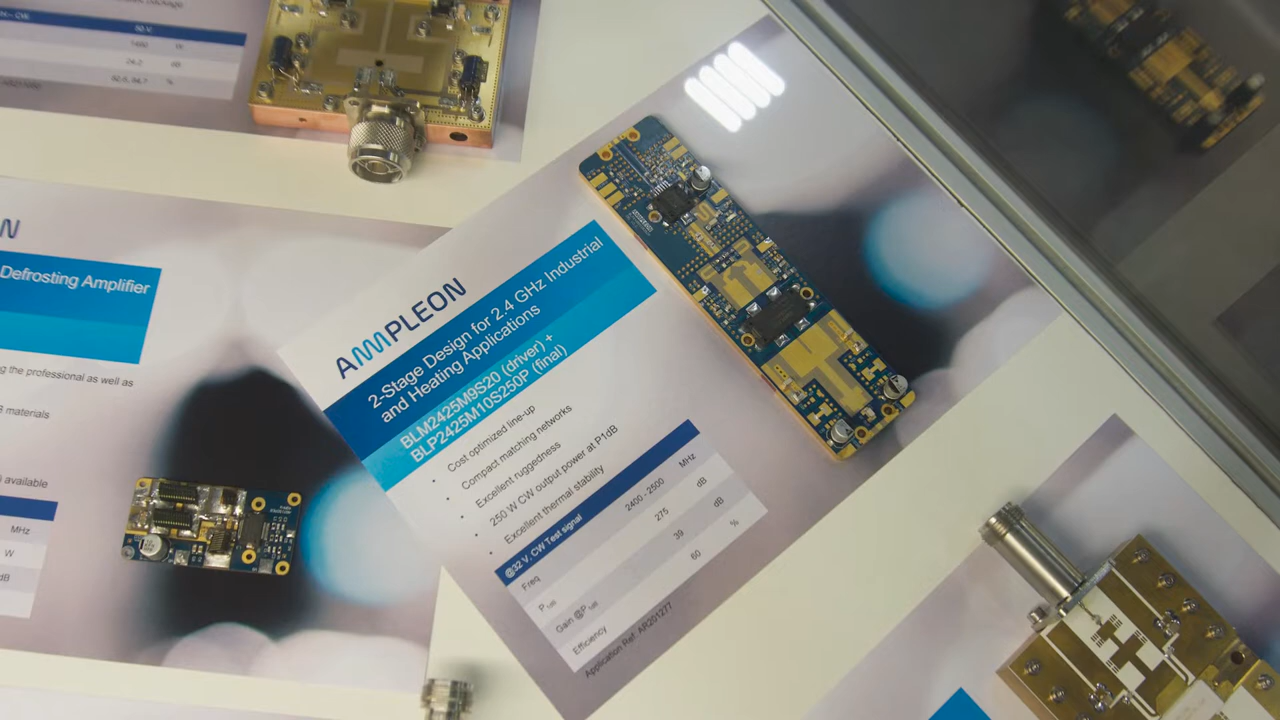 50 V
24.2 dB
%
N
Defrosting Amplifier
ng the professional as well as
materials
available
MHz
W
dB
AMPLEON
2-Stage Design for 2.4 GHz Industrial
and Heating Applications
BLM2425M9S20 (driver) +
BLP2425M10S250P (final)
• Cost optimized line-up
• Compact matching networks
• Excellent ruggedness
• 250 W CW output power at P1dB
• Excellent thermal stability
@32 V, CW Test signal
Freq 2400 - 2500 MHz
P1dB 275 dB
Gain @P1dB 39 dB
Efficiency 60 %
Application Ref. AR201277